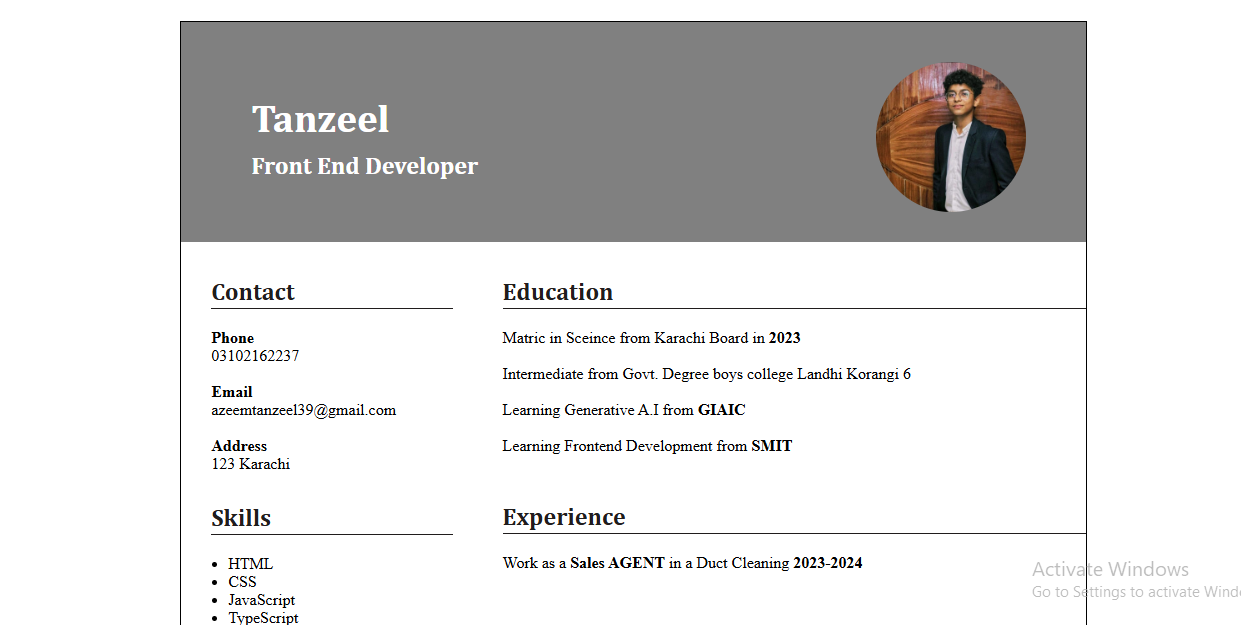 Tanzeel
Front End Developer
Contact
Phone
03102162237
Email
azeemtanzeel39@gmail.com
Address
123 Karachi
Skills
HTML
CSS
JavaScript
TypeScript
Education
Matric in Sceince from Karachi Board in 2023
Intermediate from Govt. Degree boys college Landhi Korangi 6
Learning Generative A.I from GIAIC
Learning Frontend Development from SMIT
Experience
Work as a Sales AGENT in a Duct Cleaning 2023-2024
Activate Windows
Go to Settings to activate Wind